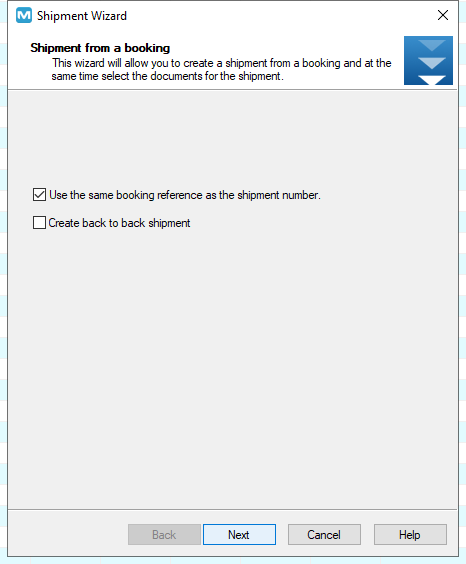 M Shipment Wizard
Shipment from a booking
This wizard will allow you to create a shipment from a booking and at the
same time select the documents for the shipment.
Use the same booking reference as the shipment number.
Create back to back shipment
Back Next Cancel Help